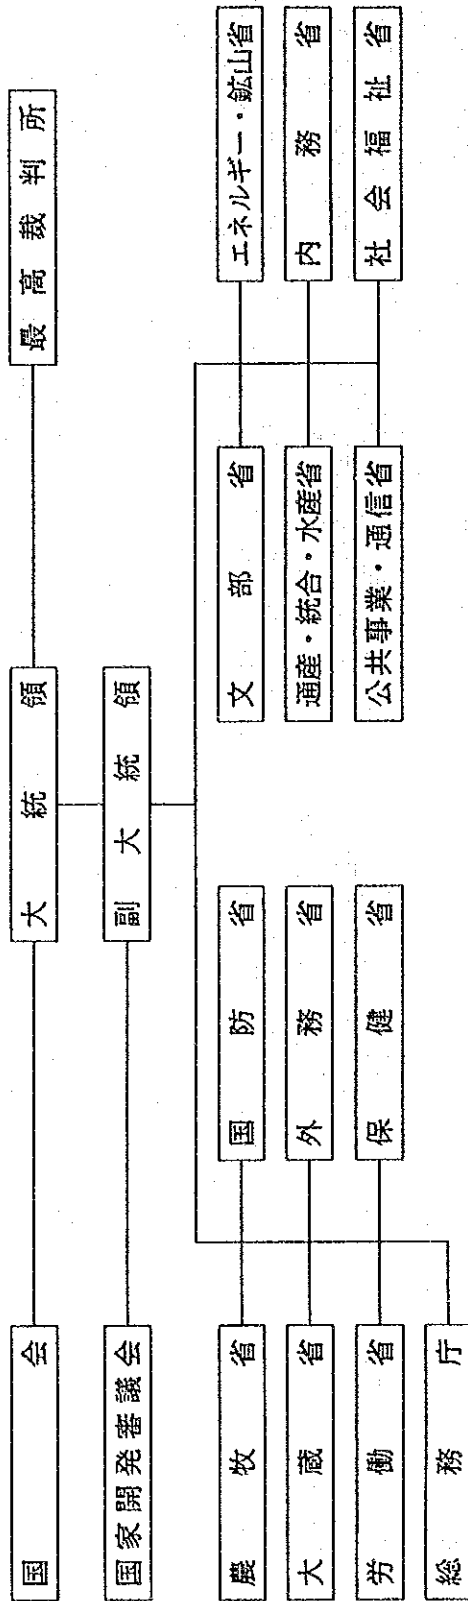 国会
大統領
最高裁判所
国家開発審議会
副大統領
農牧省
国防省
文部省
エネルギー・鉱山省
大蔵省
外務省
通産・統合・水産省
内務省
労働省
保健省
公共事業・通信省
社会福祉省
総務庁